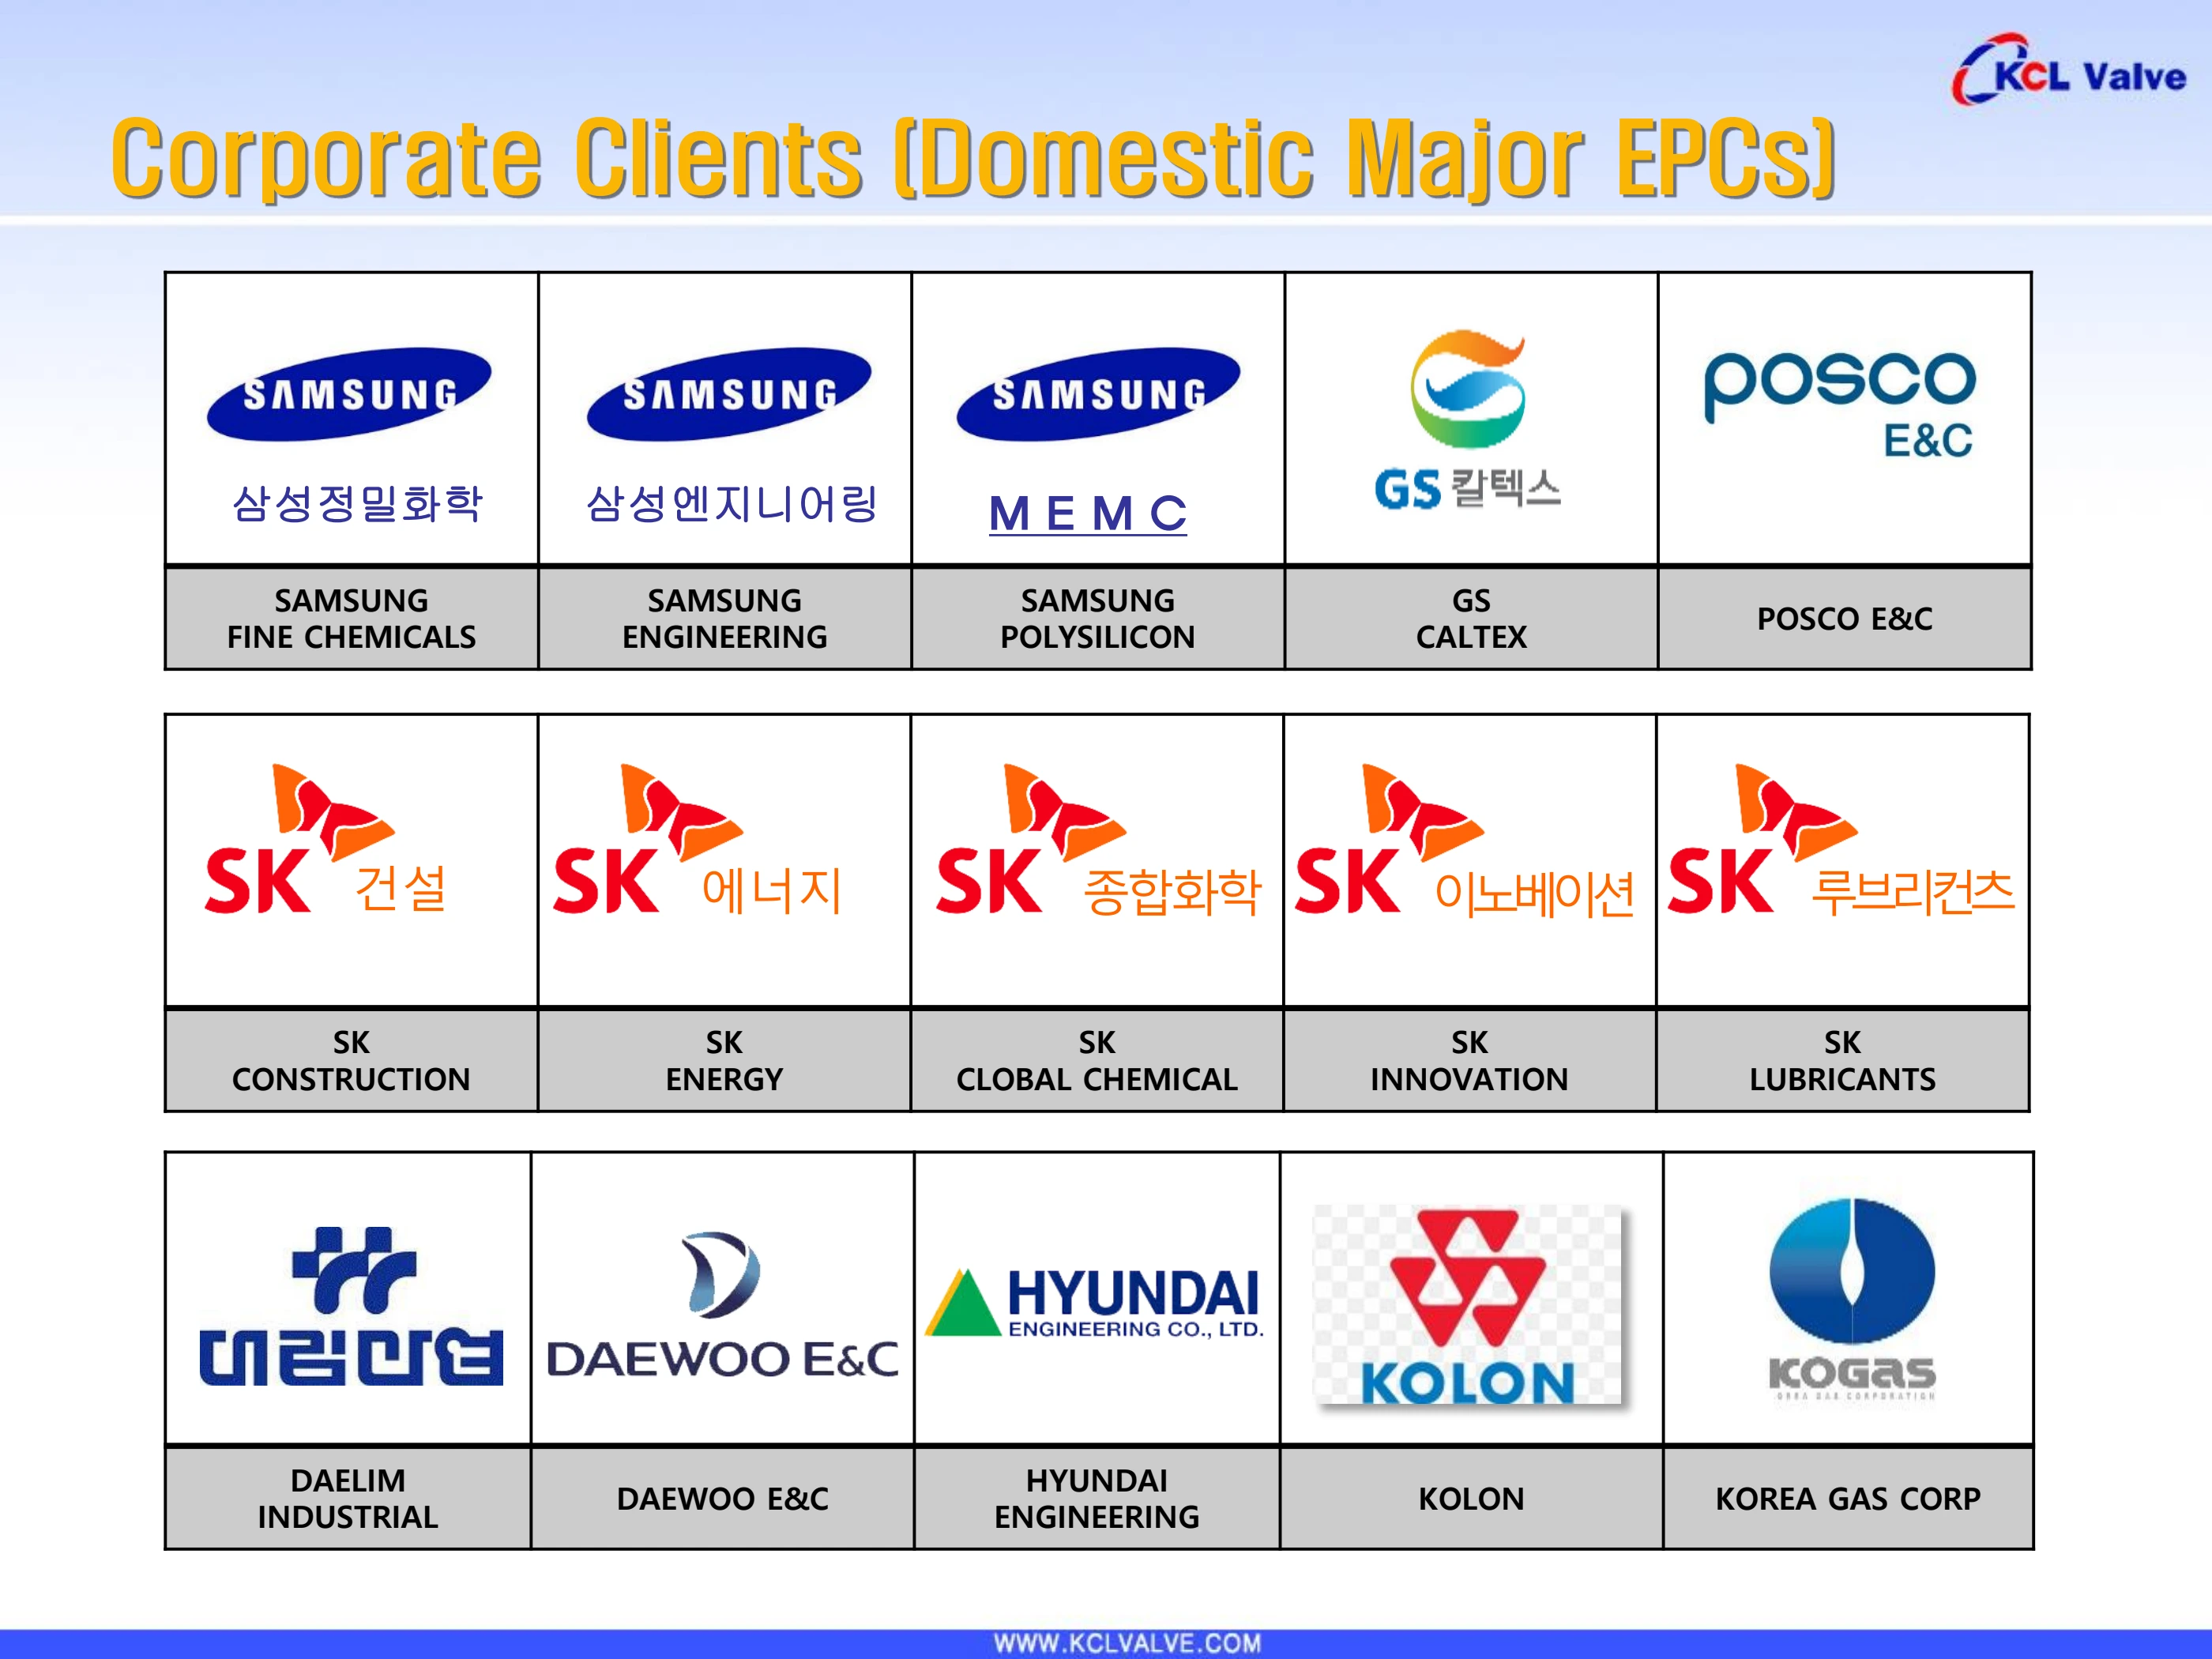 KCL Valve
Corporate Clients (Domestic Major EPCs)
SAMSUNG
삼성정밀화학
SAMSUNG
FINE CHEMICALS
SAMSUNG
삼성엔지니어링
SAMSUNG
ENGINEERING
SAMSUNG
MEMC
SAMSUNG
POLYSILICON
GS 칼텍스
GS
CALTEX
posco
E&C
POSCO E&C
SK 건설
SK
CONSTRUCTION
SK 에너지
SK
ENERGY
SK 종합화학
SK
CLOBAL CHEMICAL
SK 이노베이션
SK
INNOVATION
SK 루브리컨츠
SK
LUBRICANTS
대림산업
DAELIM
INDUSTRIAL
DAEWOO E&C
DAEWOO E&C
HYUNDAI
ENGINEERING CO., LTD.
HYUNDAI
ENGINEERING
KOLON
KOLON
KOGAS
KOREA GAS CORP
WWW.KCLVALVE.COM